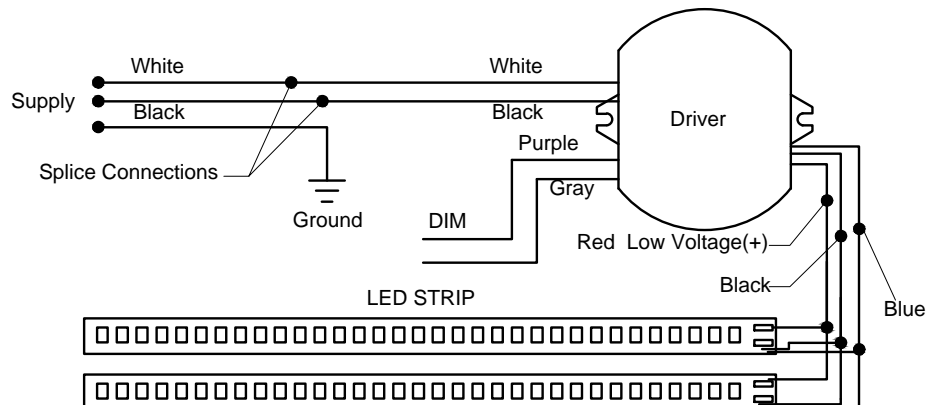 White
White
Supply
Black
Black
Driver
Purple
Splice Connections
Gray
Ground
DIM
Red Low Voltage(+)
Black
LED STRIP
Blue